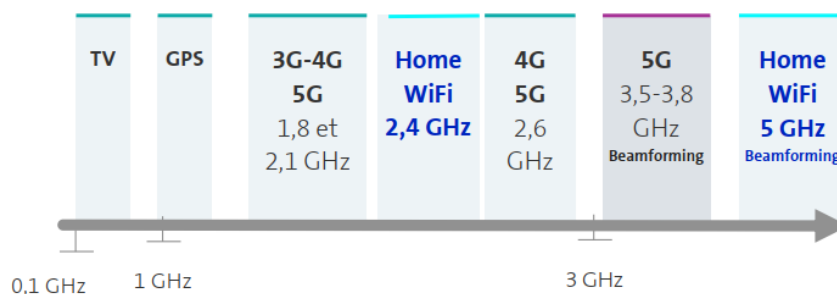 TV
GPS
3G-4G
5G
1,8 et
2,1 GHz
Home
WiFi
2,4 GHz
4G
5G
2,6
GHz
5G
3,5-3,8
GHz
Beamforming
Home
WiFi
5 GHz
Beamforming
0,1 GHz
1 GHz
3 GHz